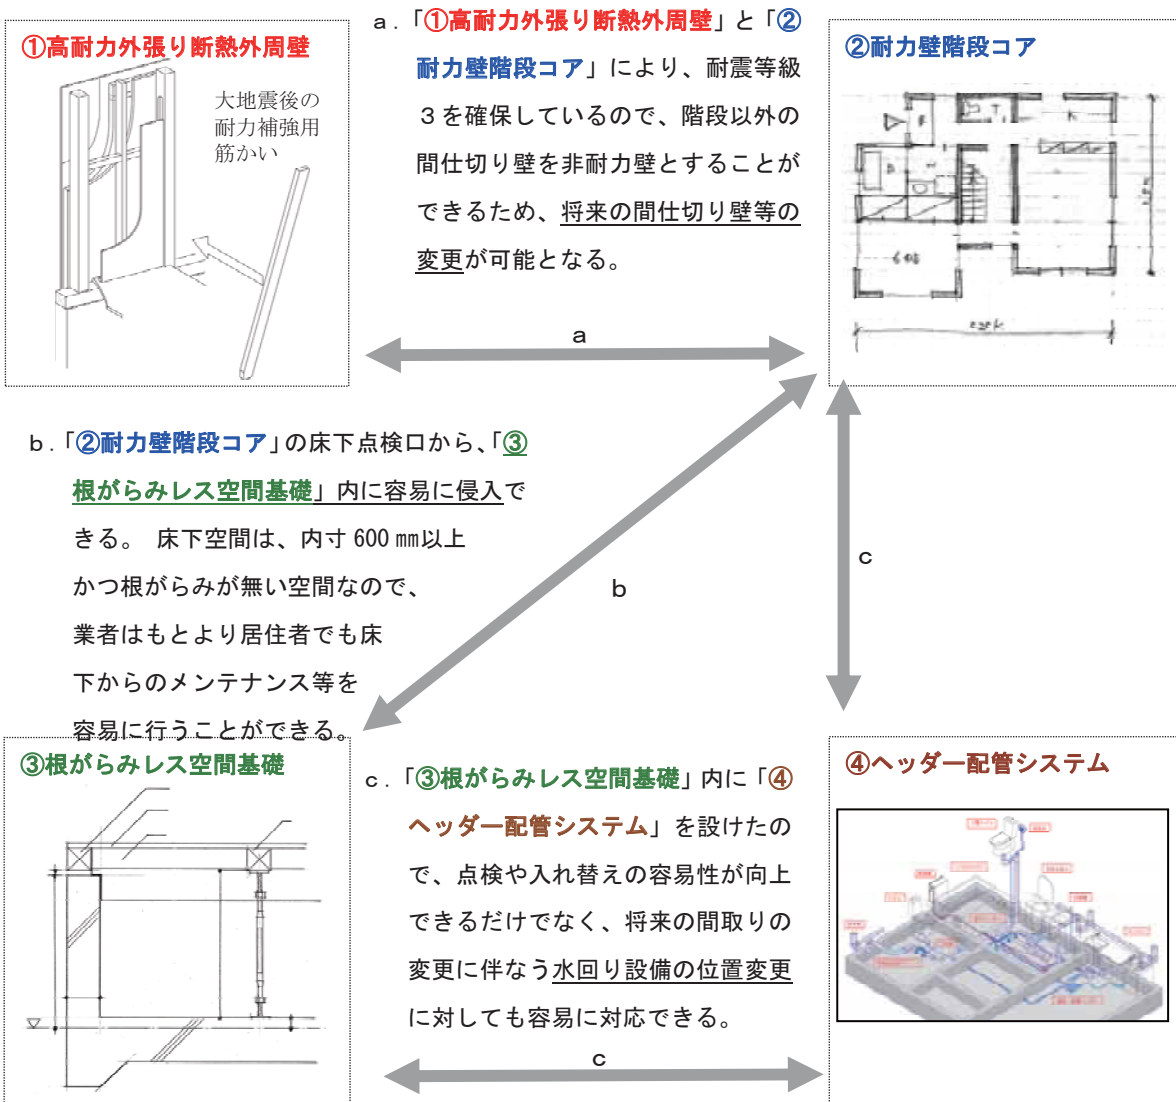 ①高耐力外張り断熱外周壁
大地震後の
耐力補強用
筋かい
a.「①高耐力外張り断熱外周壁」と「②
耐力壁階段コア」により、耐震等級
3を確保しているので、階段以外の
間仕切り壁を非耐力壁とすることが
できるため、将来の間仕切り壁等の
変更が可能となる。
②耐力壁階段コア
a
b.「②耐力壁階段コア」の床下点検口から、「③
根がらみレス空間基礎」内に容易に侵入で
きる。 床下空間は、内寸 600 ㎜以上
かつ根がらみが無い空間なので、
業者はもとより居住者でも床
下からのメンテナンス等を
容易に行うことができる。
b
c
③根がらみレス空間基礎
c.「③根がらみレス空間基礎」内に「④
ヘッダー配管システム」を設けたの
で、点検や入れ替えの容易性が向上
できるだけでなく、将来の間取りの
変更に伴なう水回り設備の位置変更
に対しても容易に対応できる。
④ヘッダー配管システム
c